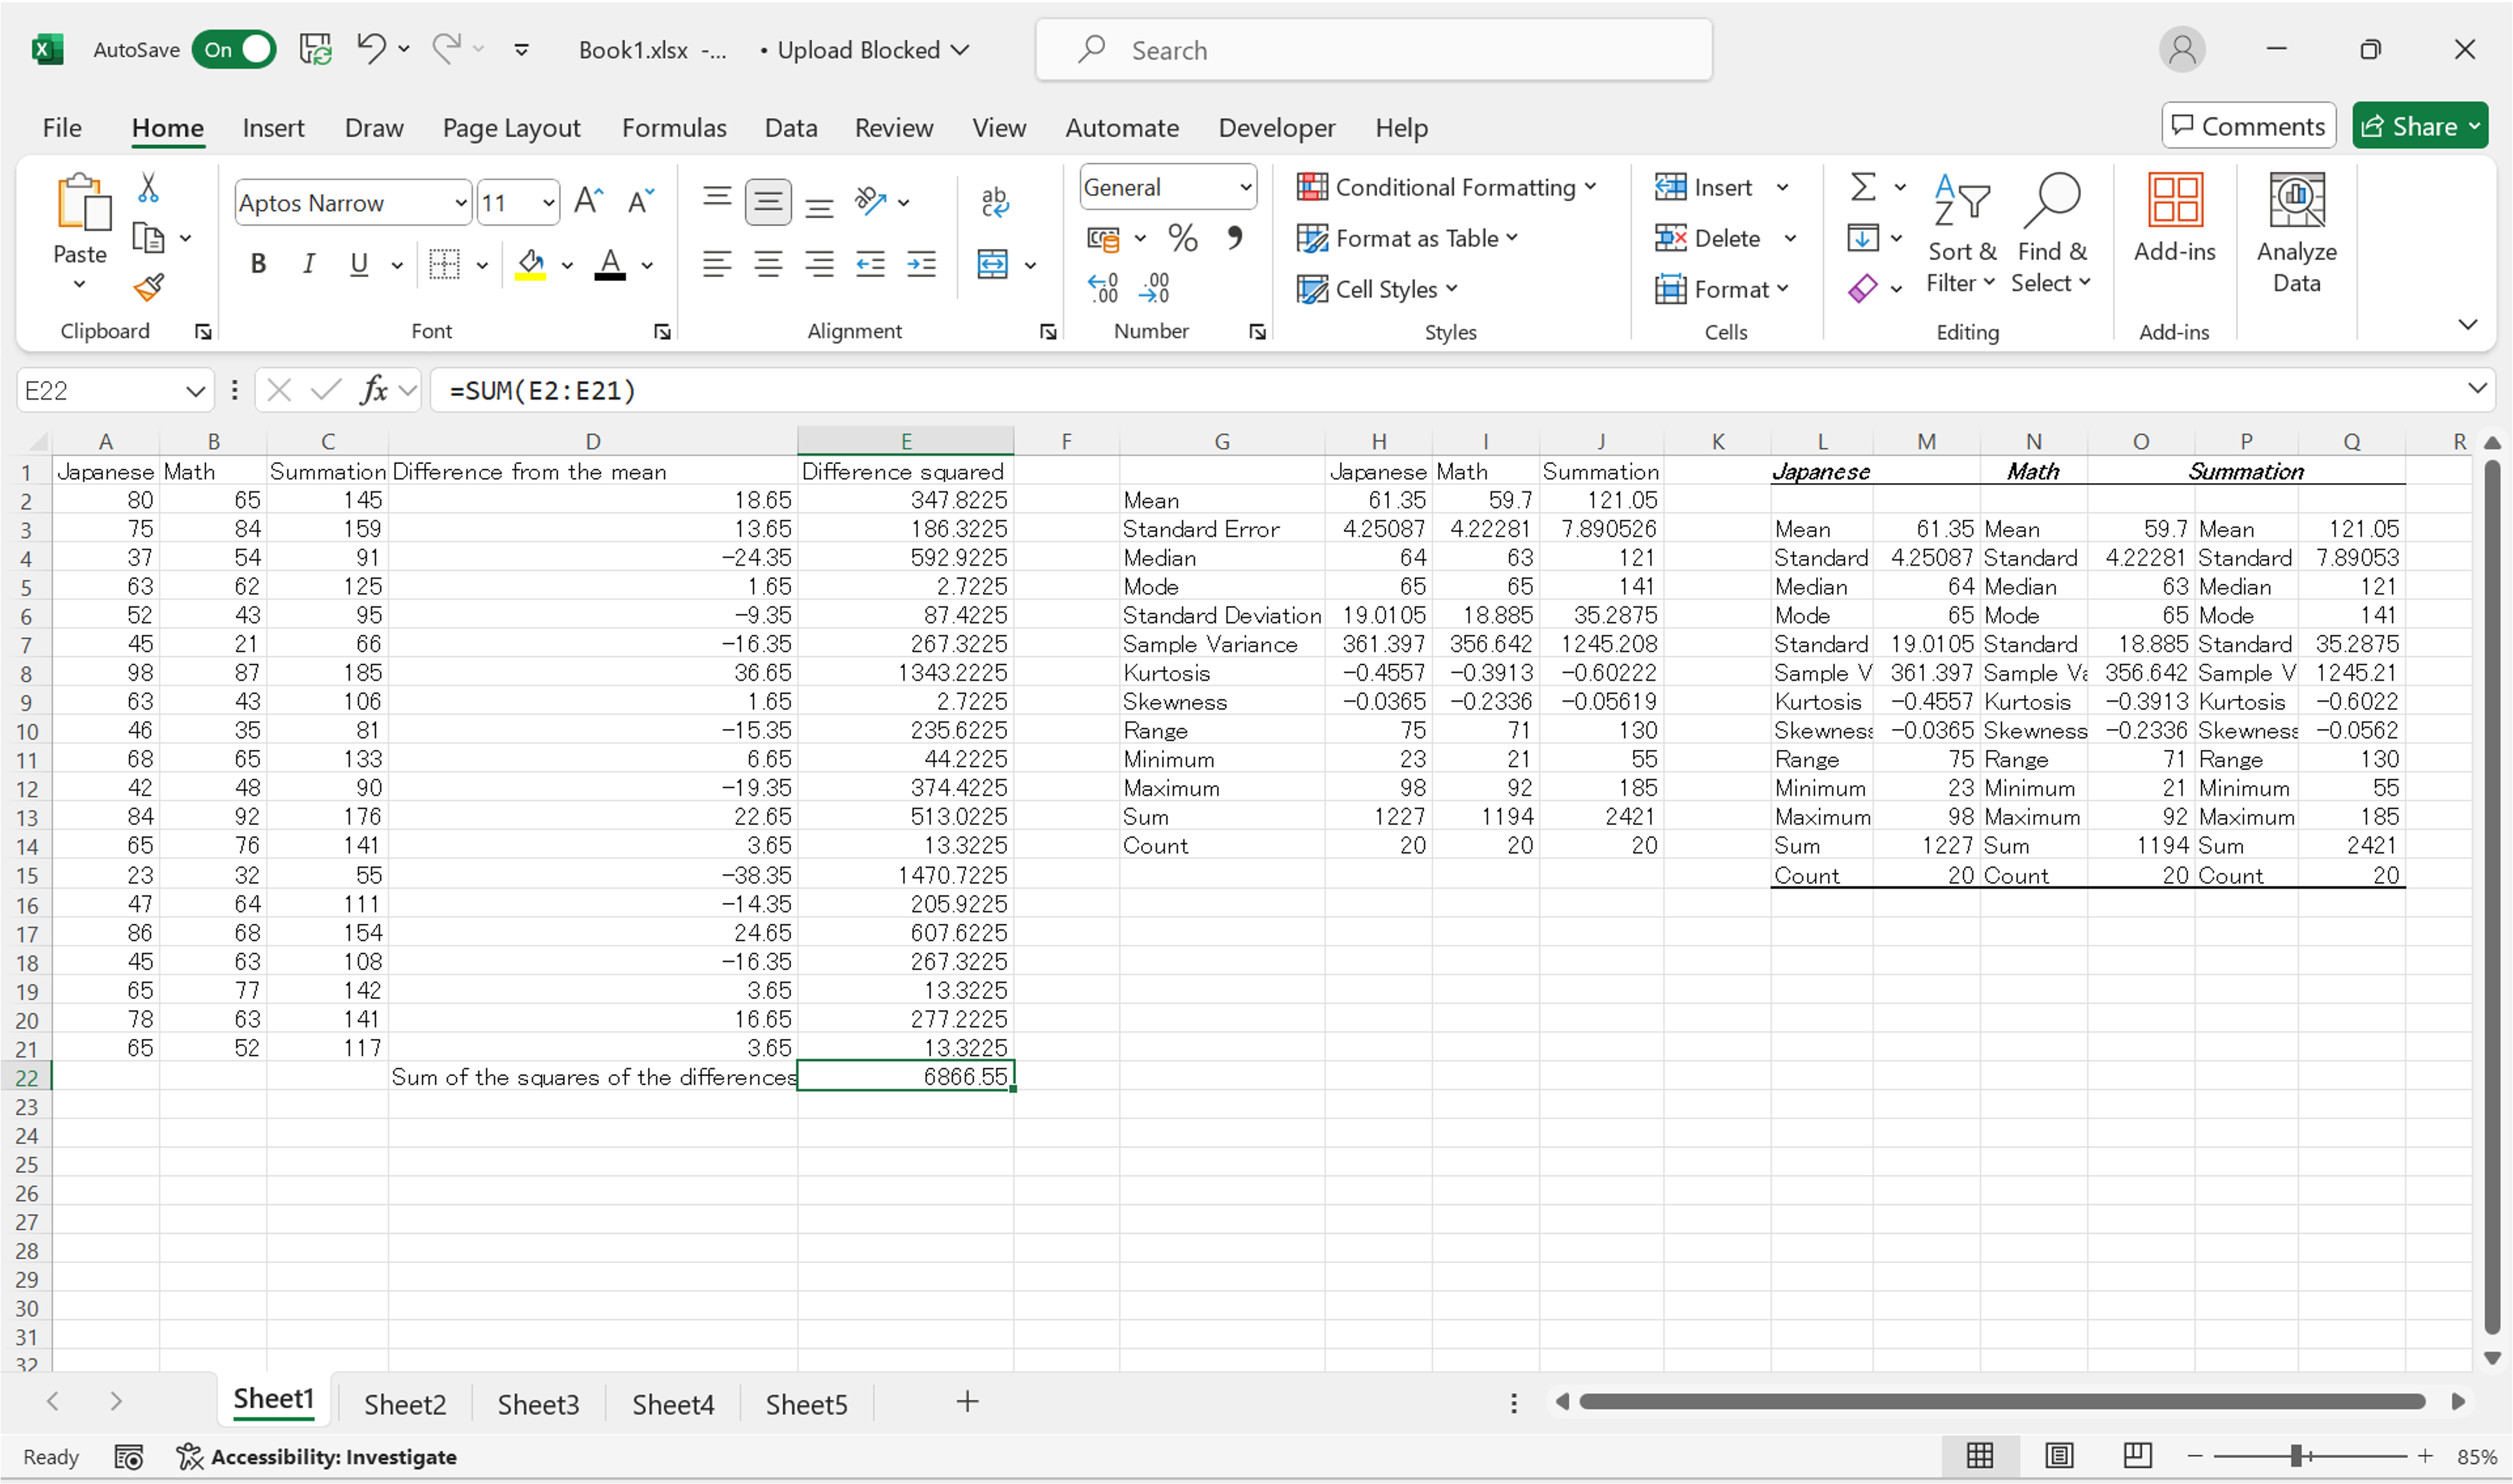 AutoSave On Book1.xlsx -... • Upload Blocked Search
File Home Insert Draw Page Layout Formulas Data Review View Automate Developer Help Comments Share
Paste
Clipboard
Aptos Narrow 11
B I U A
Font
ab
c
Alignment
General
% ,
Number
Conditional Formatting
Format as Table
Cell Styles
Styles
Insert
Delete
Format
Cells
Sort & Filter
Find & Select
Editing
Add-ins
Add-ins
Analyze Data
E22 fx =SUM(E2:E21)
A B C D E F G H I J K L M N O P Q R
1 Japanese Math Summation Difference from the mean Difference squared Japanese Math Summation Japanese Math Summation
2 80 65 145 18.65 347.8225 Mean 61.35 59.7 121.05
3 75 84 159 13.65 186.3225 Standard Error 4.25087 4.22281 7.890526 Mean 61.35 Mean 59.7 Mean 121.05
4 37 54 91 −24.35 592.9225 Median 64 63 121 Standard 4.25087 Standard 4.22281 Standard 7.89053
5 63 62 125 1.65 2.7225 Mode 65 65 141 Median 64 Median 63 Median 121
6 52 43 95 −9.35 87.4225 Standard Deviation 19.0105 18.885 35.2875 Mode 65 Mode 65 Mode 141
7 45 21 66 −16.35 267.3225 Sample Variance 361.397 356.642 1245.208 Standard 19.0105 Standard 18.885 Standard 35.2875
8 98 87 185 36.65 1343.2225 Kurtosis −0.4557 −0.3913 −0.60222 Sample V 361.397 Sample Va 356.642 Sample V 1245.21
9 63 43 106 1.65 2.7225 Skewness −0.0365 −0.2336 −0.05619 Kurtosis −0.4557 Kurtosis −0.3913 Kurtosis −0.6022
10 46 35 81 −15.35 235.6225 Range 75 71 130 Skewness −0.0365 Skewness −0.2336 Skewness −0.0562
11 68 65 133 6.65 44.2225 Minimum 23 21 55 Range 75 Range 71 Range 130
12 42 48 90 −19.35 374.4225 Maximum 98 92 185 Minimum 23 Minimum 21 Minimum 55
13 84 92 176 22.65 513.0225 Sum 1227 1194 2421 Maximum 98 Maximum 92 Maximum 185
14 65 76 141 3.65 13.3225 Count 20 20 20 Sum 1227 Sum 1194 Sum 2421
15 23 32 55 −38.35 1470.7225 Count 20 Count 20 Count 20
16 47 64 111 −14.35 205.9225
17 86 68 154 24.65 607.6225
18 45 63 108 −16.35 267.3225
19 65 77 142 3.65 13.3225
20 78 63 141 16.65 277.2225
21 65 52 117 3.65 13.3225
22 Sum of the squares of the differences 6866.55
23
24
25
26
27
28
29
30
31
32
Sheet1 Sheet2 Sheet3 Sheet4 Sheet5
Ready Accessibility: Investigate 85%